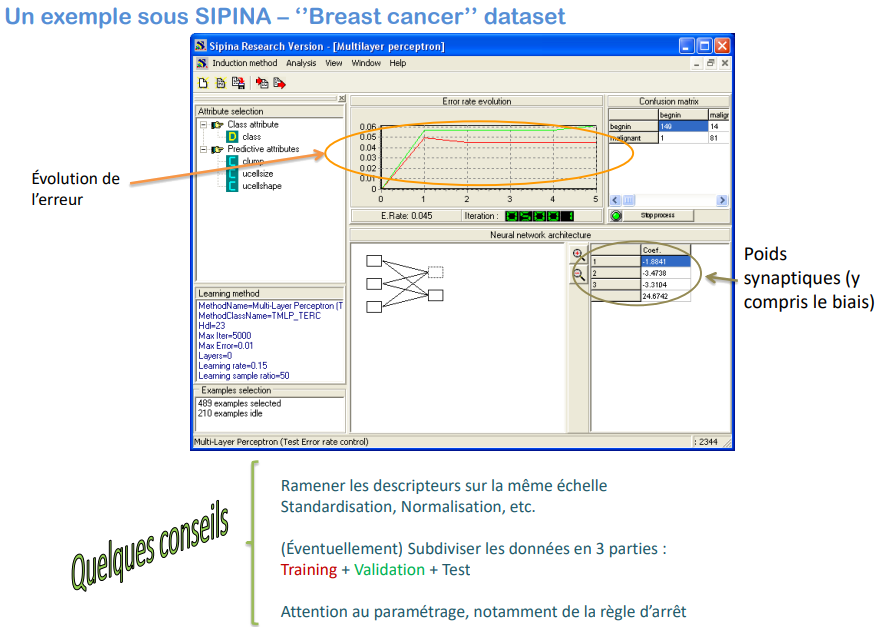 Un exemple sous SIPINA – ‘’Breast cancer’’ dataset
Sipina Research Version - [Multilayer perceptron]
Induction method Analysis View Window Help
Attribute selection
Class attribute
class
Predictive attributes
clump
ucellsize
ucellshape
Error rate evolution
0.06
0.05
0.04
0.03
0.02
0.01
0
0 1 2 3 4 5
E.Rate: 0.045 Iteration :
Confusion matrix
begnin malign
begnin 149 14
malignant 1 81
Stop process
Évolution de
l’erreur
Neural network architecture
Coef.
1 -1.8841
2 -3.4738
3 -3.3104
24.6742
Poids
synaptiques (y
compris le biais)
Learning method
MethodName=Multi-Layer Perceptron (T
MethodClassName=TMLP_TERC
Hdl=23
Max Iter=5000
Max Error=0.01
Layers=0
Learning rate=0.15
Learning sample ratio=50
Examples selection
489 examples selected
210 examples idle
Multi-Layer Perceptron (Test Error rate control) : 2344
Quelques conseils
Ramener les descripteurs sur la même échelle
Standardisation, Normalisation, etc.
(Éventuellement) Subdiviser les données en 3 parties :
Training + Validation + Test
Attention au paramétrage, notamment de la règle d’arrêt